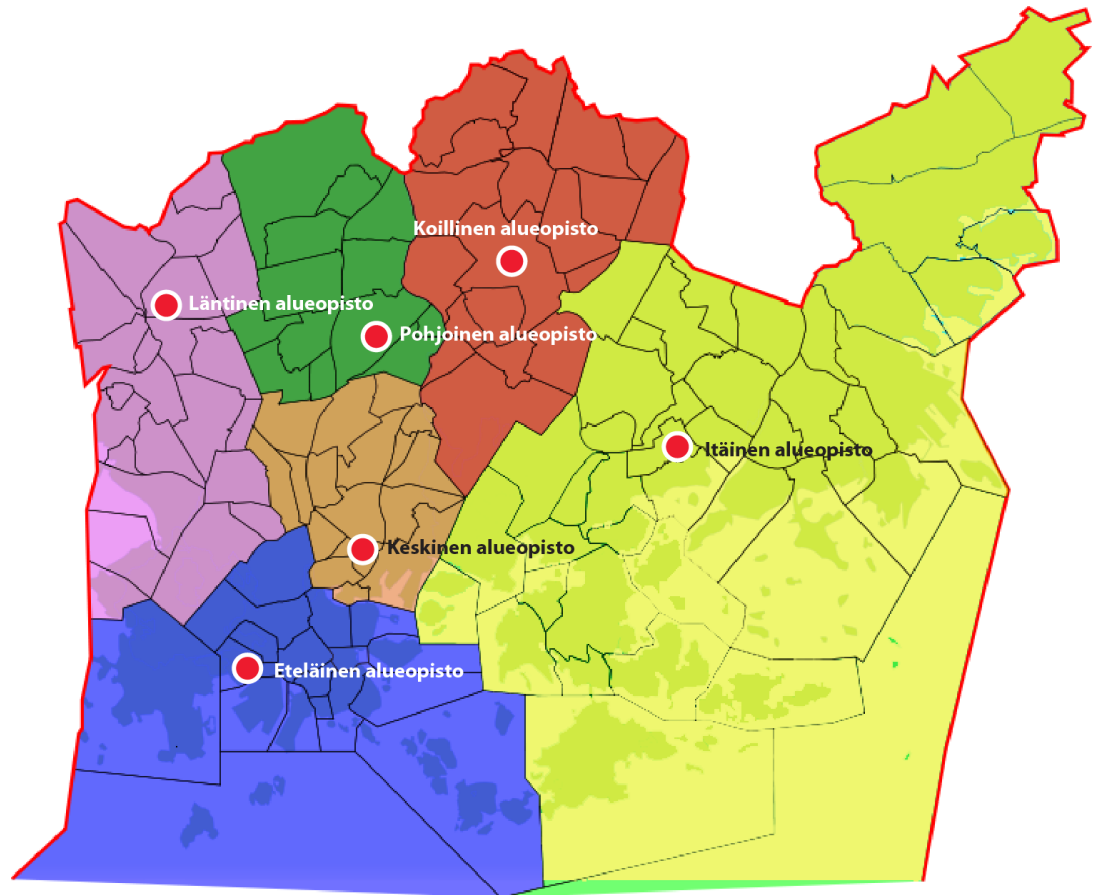 Koillinen alueopisto
Läntinen alueopisto
Pohjoinen alueopisto
Itäinen alueopisto
Keskinen alueopisto
Eteläinen alueopisto